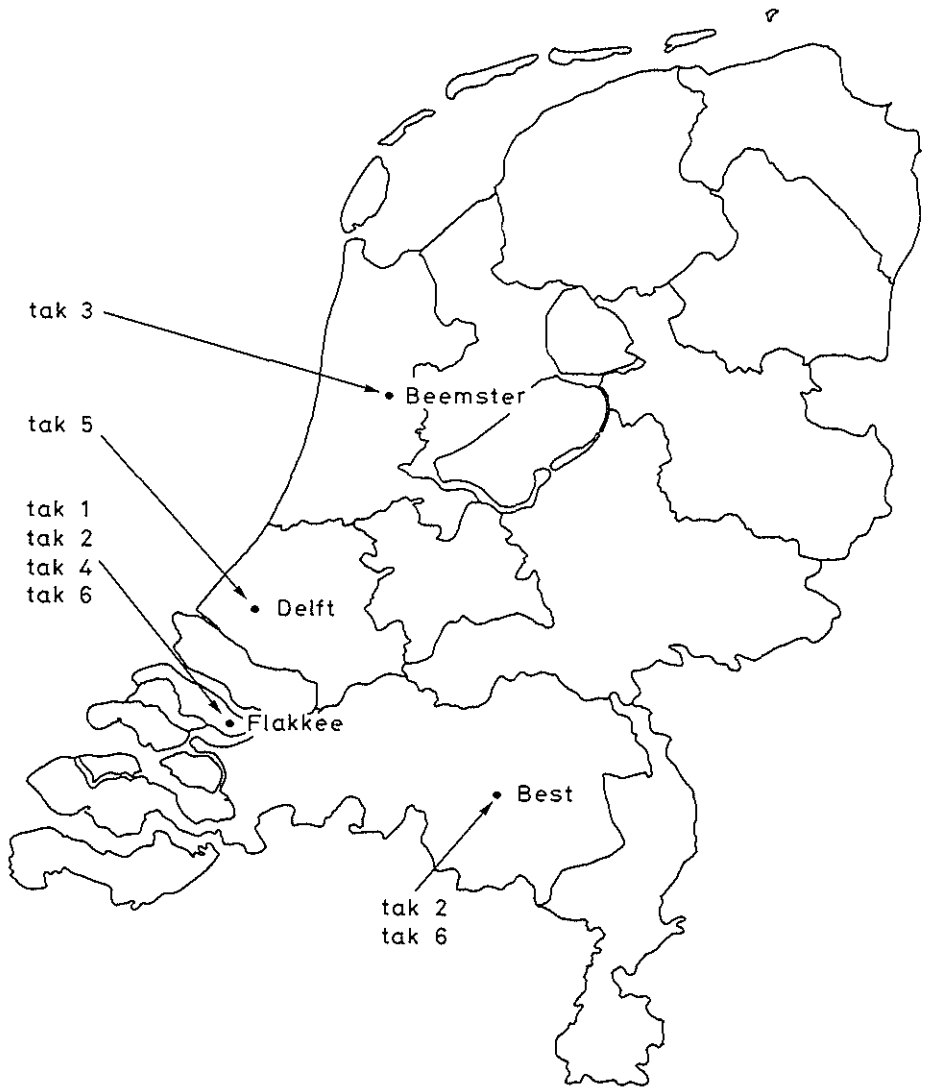 tak 3
Beemster
tak 5
tak 1
tak 2
tak 4
tak 6
Delft
Flakkee
Best
tak 2
tak 6